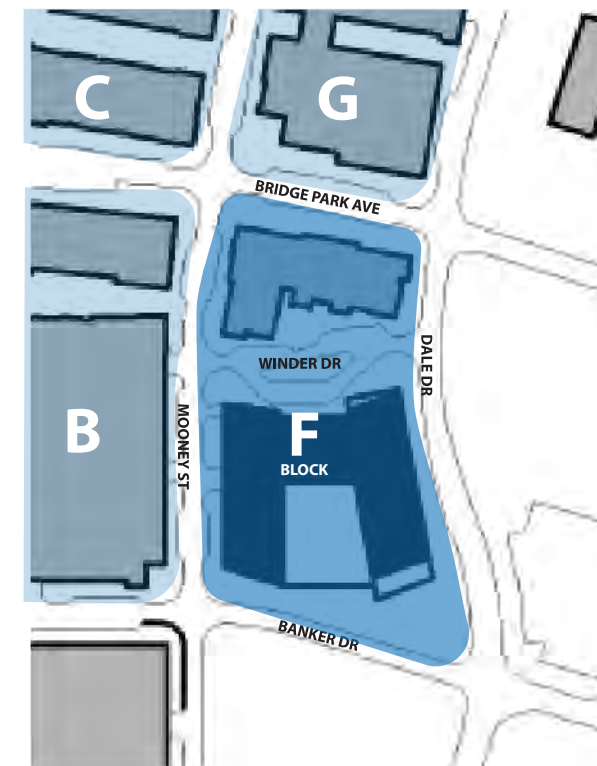 C
G
BRIDGE PARK AVE
WINDER DR
DALE DR
B
MOONEY ST
F
BLOCK
BANKER DR